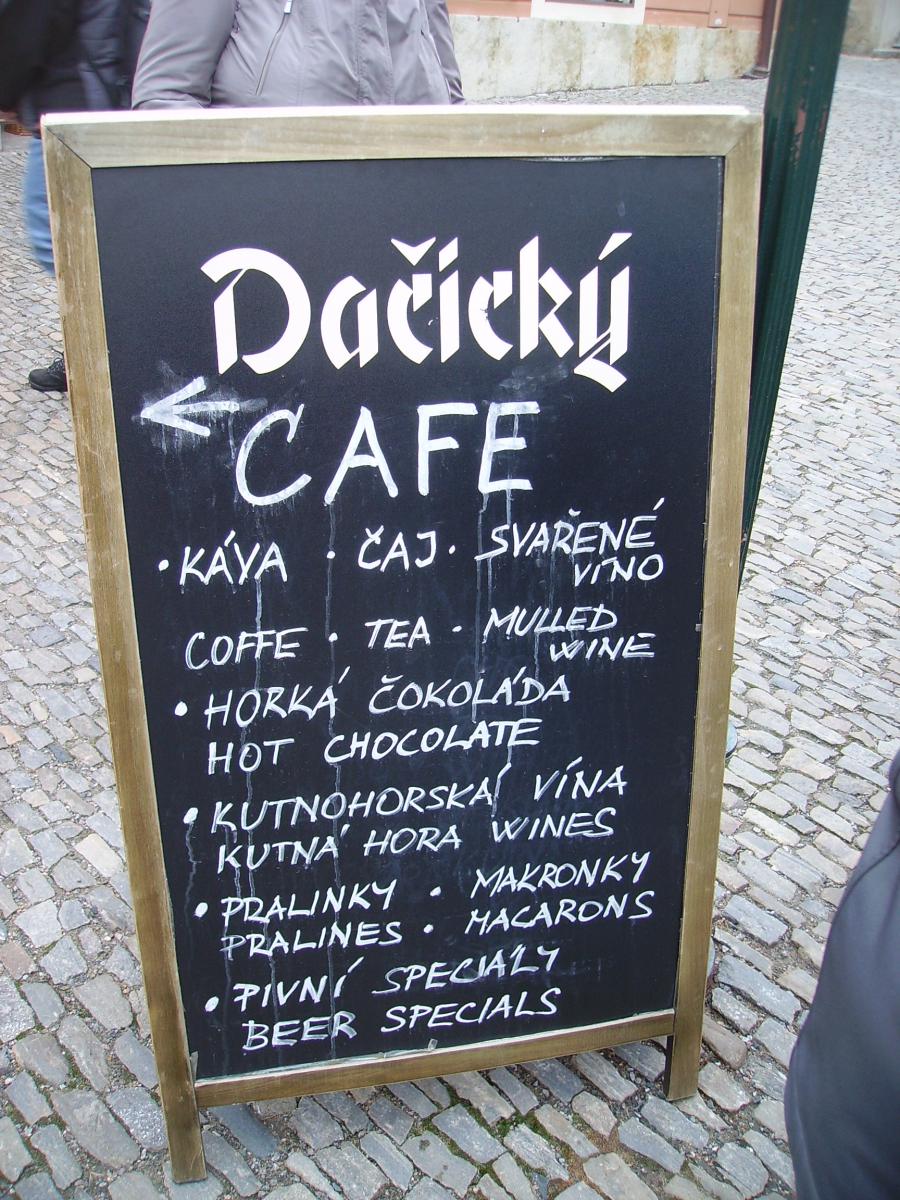 Dačický
← CAFE
• KÁVA • ČAJ • SVAŘENÉ
VÍNO
COFFE • TEA • MULLED
WINE
• HORKÁ ČOKOLÁDA
HOT CHOCOLATE
• KUTNOHORSKÁ VÍNA
KUTNÁ HORA WINES
• PRALINKY • MAKRONKY
PRALINES • MACARONS
• PIVNÍ SPECIÁLY
BEER SPECIALS